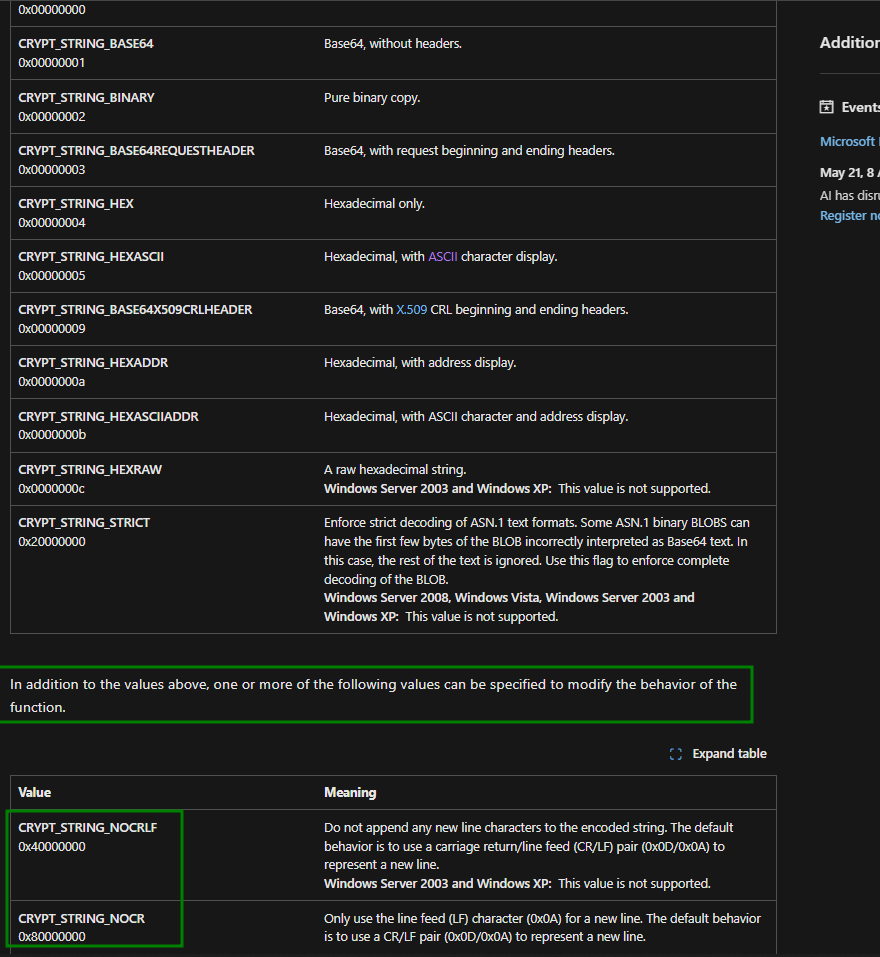 0x00000000
CRYPT_STRING_BASE64
0x00000001
Base64, without headers.
CRYPT_STRING_BINARY
0x00000002
Pure binary copy.
CRYPT_STRING_BASE64REQUESTHEADER
0x00000003
Base64, with request beginning and ending headers.
CRYPT_STRING_HEX
0x00000004
Hexadecimal only.
CRYPT_STRING_HEXASCII
0x00000005
Hexadecimal, with ASCII character display.
CRYPT_STRING_BASE64X509CRLHEADER
0x00000009
Base64, with X.509 CRL beginning and ending headers.
CRYPT_STRING_HEXADDR
0x0000000a
Hexadecimal, with address display.
CRYPT_STRING_HEXASCIIADDR
0x0000000b
Hexadecimal, with ASCII character and address display.
CRYPT_STRING_HEXRAW
0x0000000c
A raw hexadecimal string.
Windows Server 2003 and Windows XP: This value is not supported.
CRYPT_STRING_STRICT
0x20000000
Enforce strict decoding of ASN.1 text formats. Some ASN.1 binary BLOBS can
have the first few bytes of the BLOB incorrectly interpreted as Base64 text. In
this case, the rest of the text is ignored. Use this flag to enforce complete
decoding of the BLOB.
Windows Server 2008, Windows Vista, Windows Server 2003 and
Windows XP: This value is not supported.
In addition to the values above, one or more of the following values can be specified to modify the behavior of the
function.
Expand table
Value
Meaning
CRYPT_STRING_NOCRLF
0x40000000
Do not append any new line characters to the encoded string. The default
behavior is to use a carriage return/line feed (CR/LF) pair (0x0D/0x0A) to
represent a new line.
Windows Server 2003 and Windows XP: This value is not supported.
CRYPT_STRING_NOCR
0x80000000
Only use the line feed (LF) character (0x0A) for a new line. The default behavior
is to use a CR/LF pair (0x0D/0x0A) to represent a new line.
Addition
Events
Microsoft
May 21, 8
AI has disr
Register n